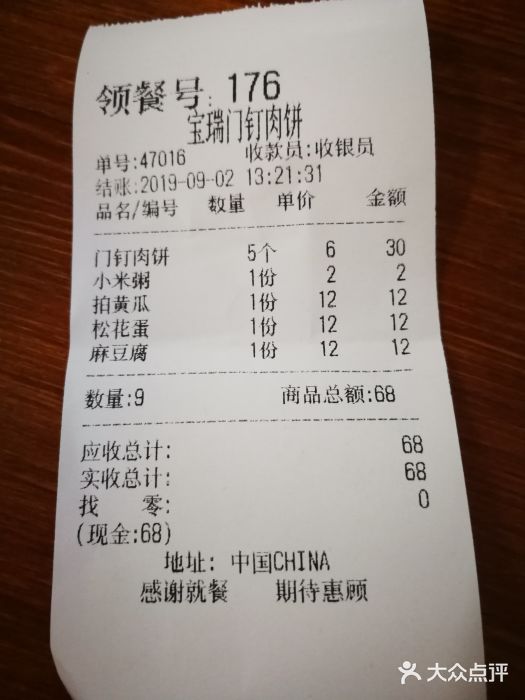 领餐号: 176
宝瑞门钉肉饼
单号:47016 收款员:收银员
结账:2019-09-02 13:21:31
品名/编号 数量 单价 金额
门钉肉饼 5个 6 30
小米粥 1份 2 2
拍黄瓜 1份 12 12
松花蛋 1份 12 12
麻豆腐 1份 12 12
数量:9 商品总额:68
应收总计: 68
实收总计: 68
找 零: 0
(现金:68)
地址: 中国CHINA
感谢就餐 期待惠顾
大众点评